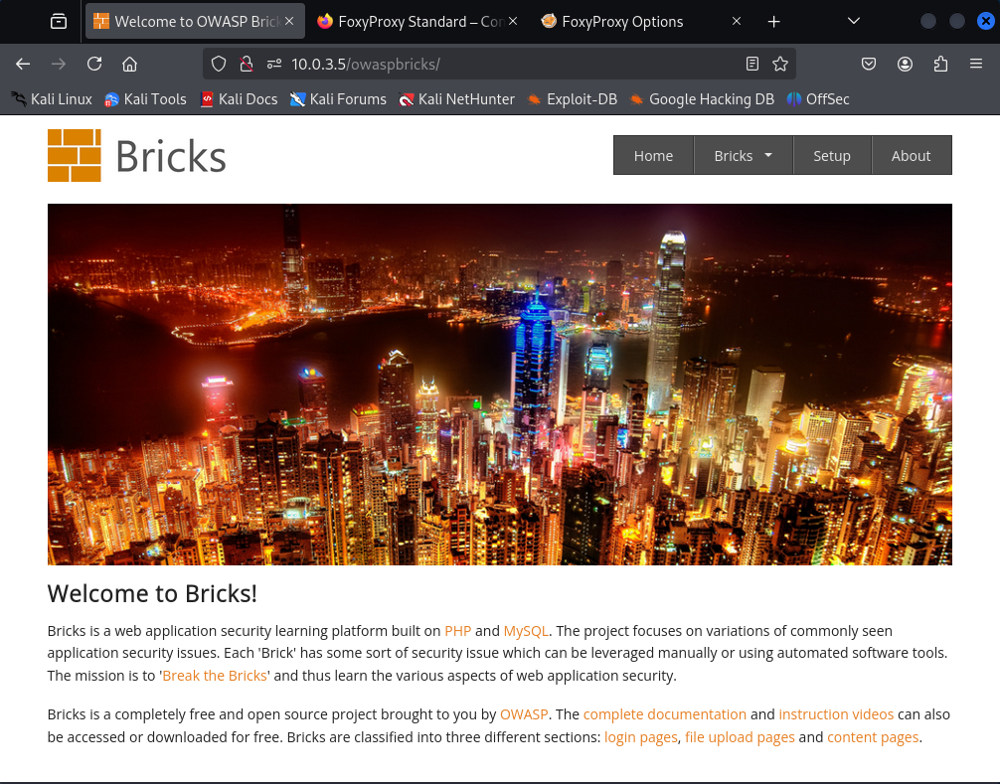 Welcome to OWASP Bric
FoxyProxy Standard – Co
FoxyProxy Options
10.0.3.5/owaspbricks/
Kali Linux
Kali Tools
Kali Docs
Kali Forums
Kali NetHunter
Exploit-DB
Google Hacking DB
OffSec
Bricks
Home
Bricks
Setup
About
Welcome to Bricks!
Bricks is a web application security learning platform built on PHP and MySQL. The project focuses on variations of commonly seen
application security issues. Each 'Brick' has some sort of security issue which can be leveraged manually or using automated software tools.
The mission is to 'Break the Bricks' and thus learn the various aspects of web application security.
Bricks is a completely free and open source project brought to you by OWASP. The complete documentation and instruction videos can also
be accessed or downloaded for free. Bricks are classified into three different sections: login pages, file upload pages and content pages.